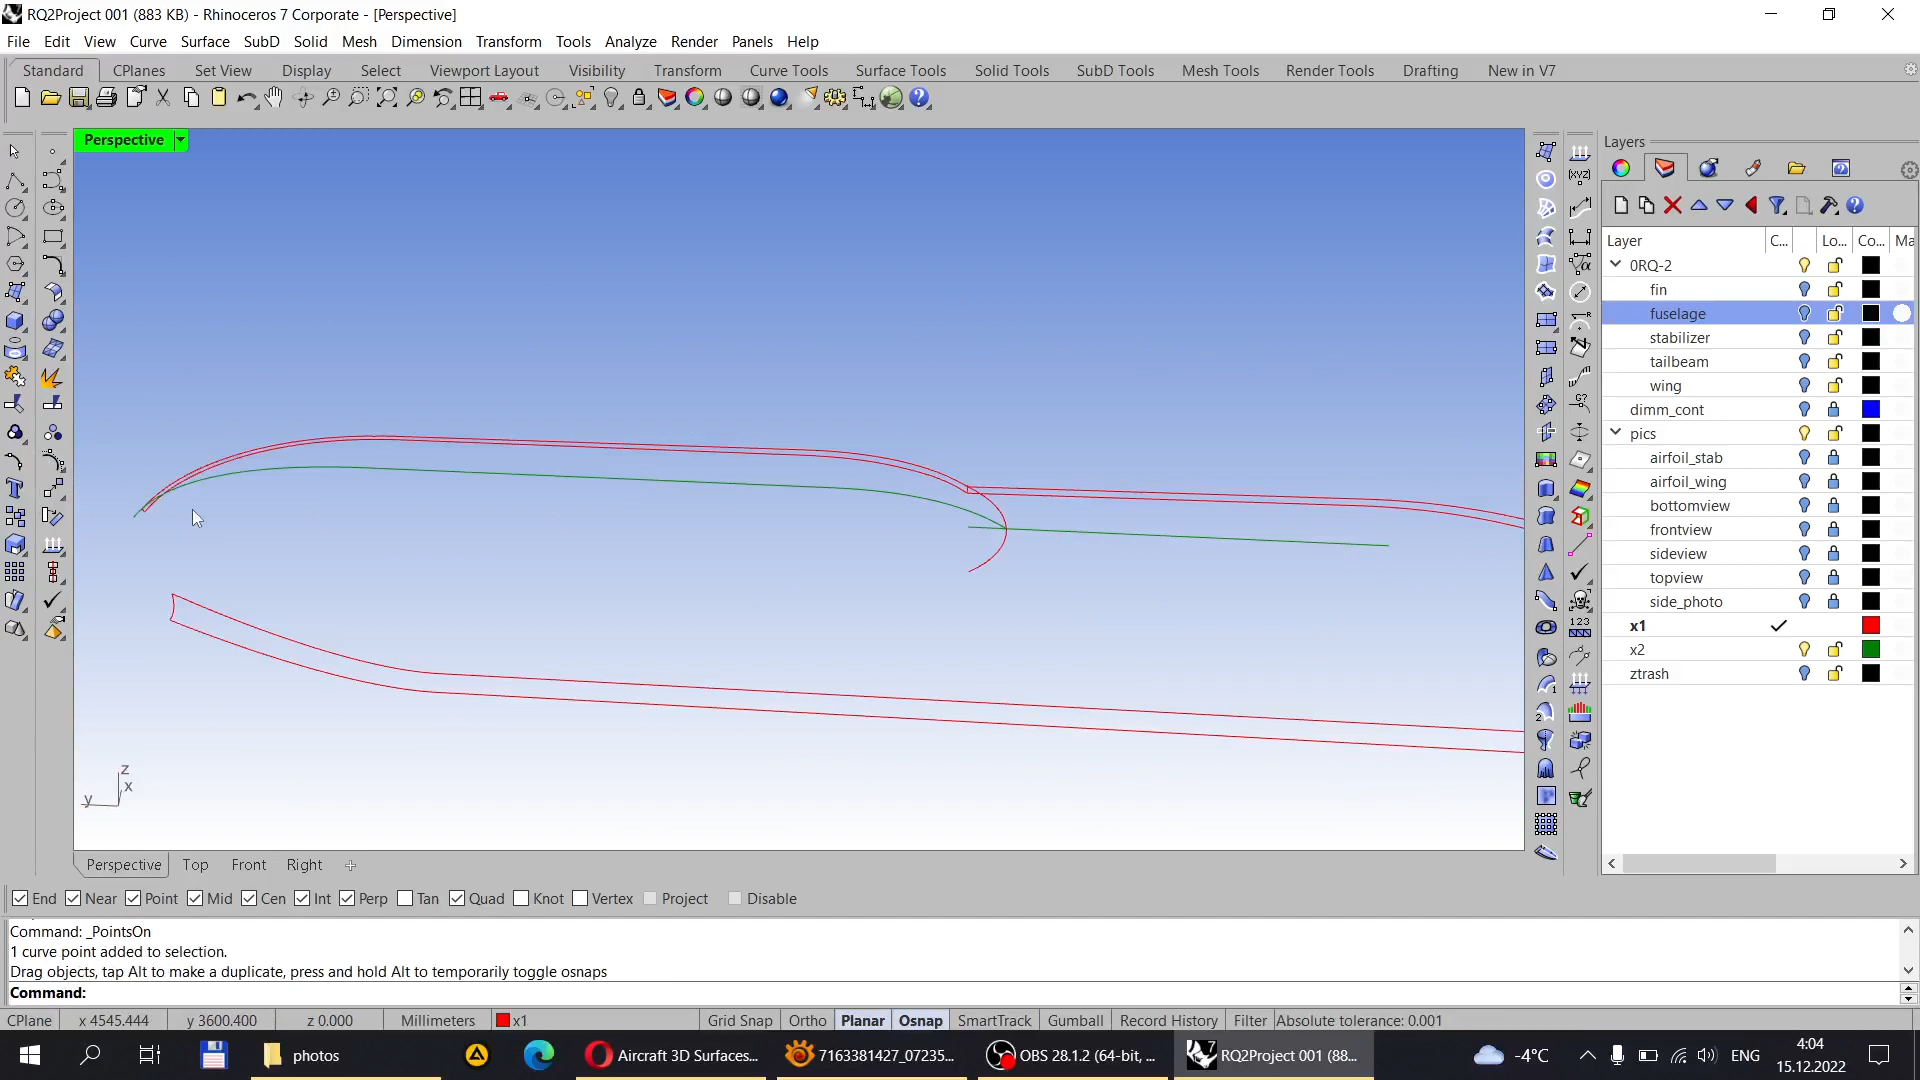 RQ2Project 001 (883 KB) - Rhinoceros 7 Corporate - [Perspective]
File Edit View Curve Surface SubD Solid Mesh Dimension Transform Tools Analyze Render Panels Help
Standard CPlanes Set View Display Select Viewport Layout Visibility Transform Curve Tools Surface Tools Solid Tools SubD Tools Mesh Tools Render Tools Drafting New in V7
Perspective
Layers
Layer C... Lo... Co... Ma
0RQ-2
fin
fuselage
stabilizer
tailbeam
wing
dimm_cont
pics
airfoil_stab
airfoil_wing
bottomview
frontview
sideview
topview
side_photo
x1
x2
ztrash
z
x
y
Perspective Top Front Right
End Near Point Mid Cen Int Perp Tan Quad Knot Vertex Project Disable
Command: _PointsOn
1 curve point added to selection.
Drag objects, tap Alt to make a duplicate, press and hold Alt to temporarily toggle osnaps
Command:
CPlane x 4545.444 y 3600.400 z 0.000 Millimeters x1 Grid Snap Ortho Planar Osnap SmartTrack Gumball Record History Filter Absolute tolerance: 0.001
photos Aircraft 3D Surfaces... 7163381427_07235... OBS 28.1.2 (64-bit, ... RQ2Project 001 (88... -4°C ENG 4:04
15.12.2022